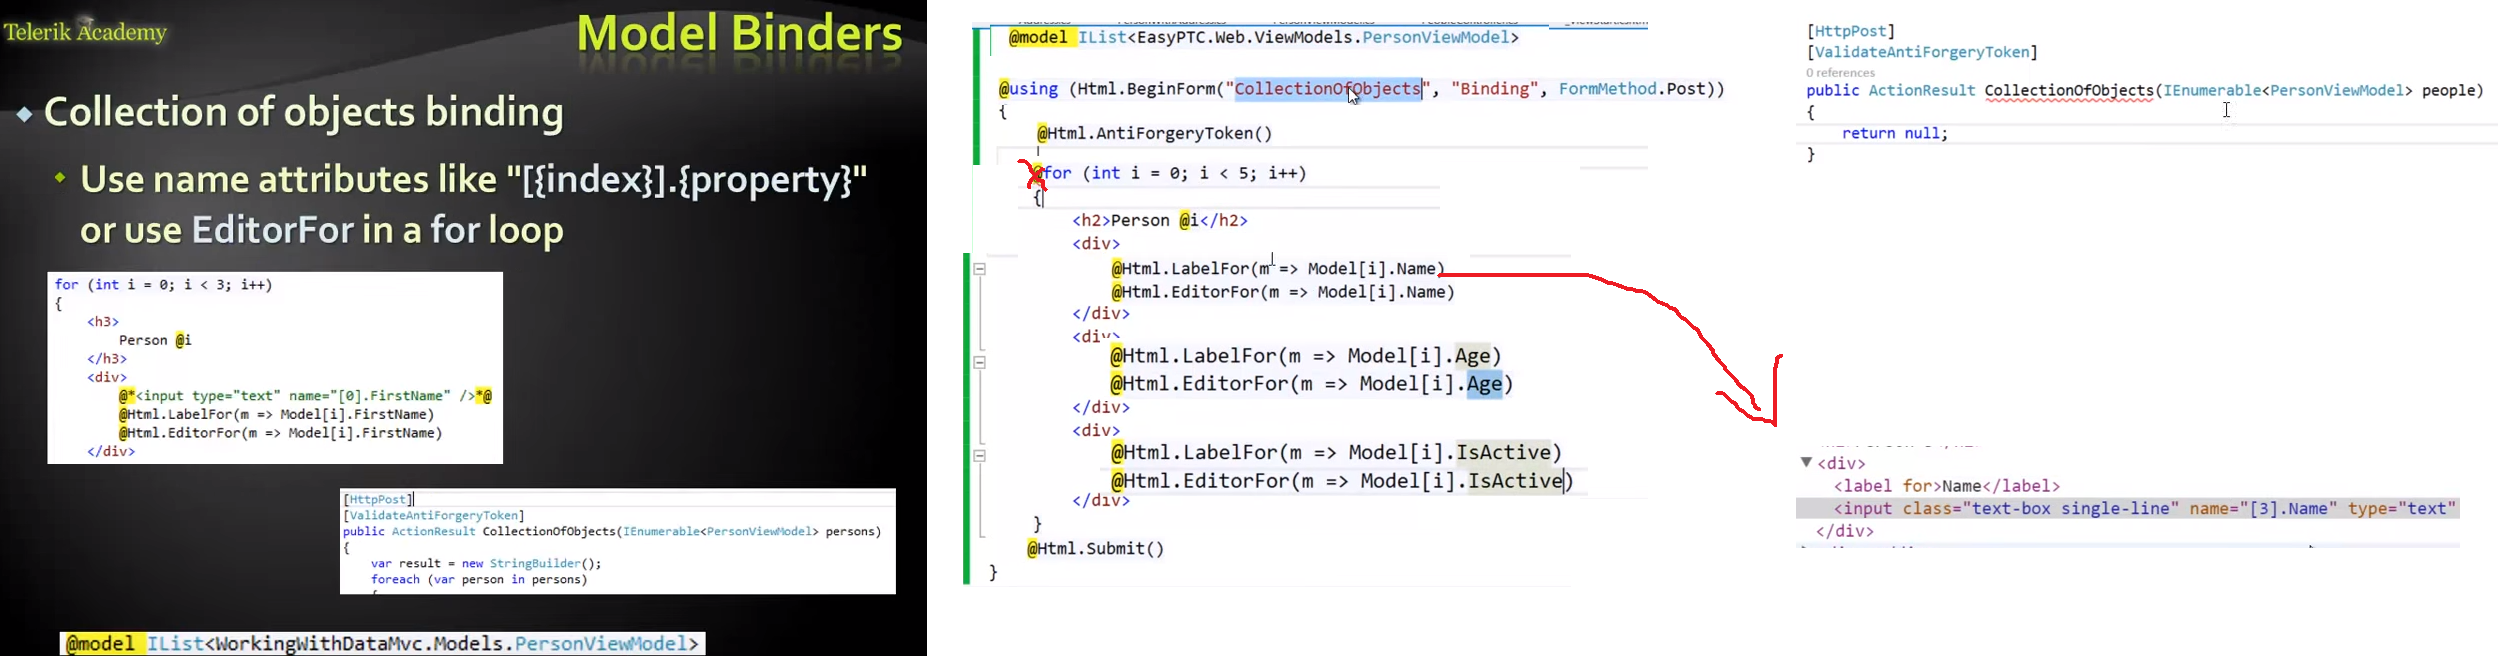 Telerik Academy
Model Binders
Collection of objects binding
Use name attributes like "[{index}].{property}"
or use EditorFor in a for loop
for (int i = 0; i < 3; i++)
{
<h3>
Person @i
</h3>
<div>
@*<input type="text" name="[0].FirstName" />*@
@Html.LabelFor(m => Model[i].FirstName)
@Html.EditorFor(m => Model[i].FirstName)
</div>
[HttpPost]
[ValidateAntiForgeryToken]
public ActionResult CollectionOfObjects(IEnumerable<PersonViewModel> persons)
{
var result = new StringBuilder();
foreach (var person in persons)
@model IList<WorkingWithDataMvc.Models.PersonViewModel>
@model IList<EasyPTC.Web.ViewModels.PersonViewModel>
@using (Html.BeginForm("CollectionOfObjects", "Binding", FormMethod.Post))
{
@Html.AntiForgeryToken()
@for (int i = 0; i < 5; i++)
{
<h2>Person @i</h2>
<div>
@Html.LabelFor(m => Model[i].Name)
@Html.EditorFor(m => Model[i].Name)
</div>
<div>
@Html.LabelFor(m => Model[i].Age)
@Html.EditorFor(m => Model[i].Age)
</div>
<div>
@Html.LabelFor(m => Model[i].IsActive)
@Html.EditorFor(m => Model[i].IsActive)
</div>
}
@Html.Submit()
}
[HttpPost]
[ValidateAntiForgeryToken]
0 references
public ActionResult CollectionOfObjects(IEnumerable<PersonViewModel> people)
{
return null;
}
<div>
<label for>Name</label>
<input class="text-box single-line" name="[3].Name" type="text"
</div>